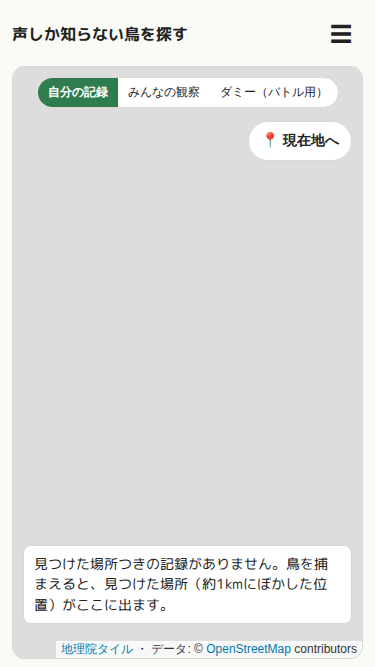 声しか知らない鳥を探す
自分の記録 みんなの観察 ダミー（バトル用）
現在地へ
見つけた場所つきの記録がありません。鳥を捕
まえると、見つけた場所（約1kmにぼかした位
置）がここに出ます。
地理院タイル ・ データ: © OpenStreetMap contributors